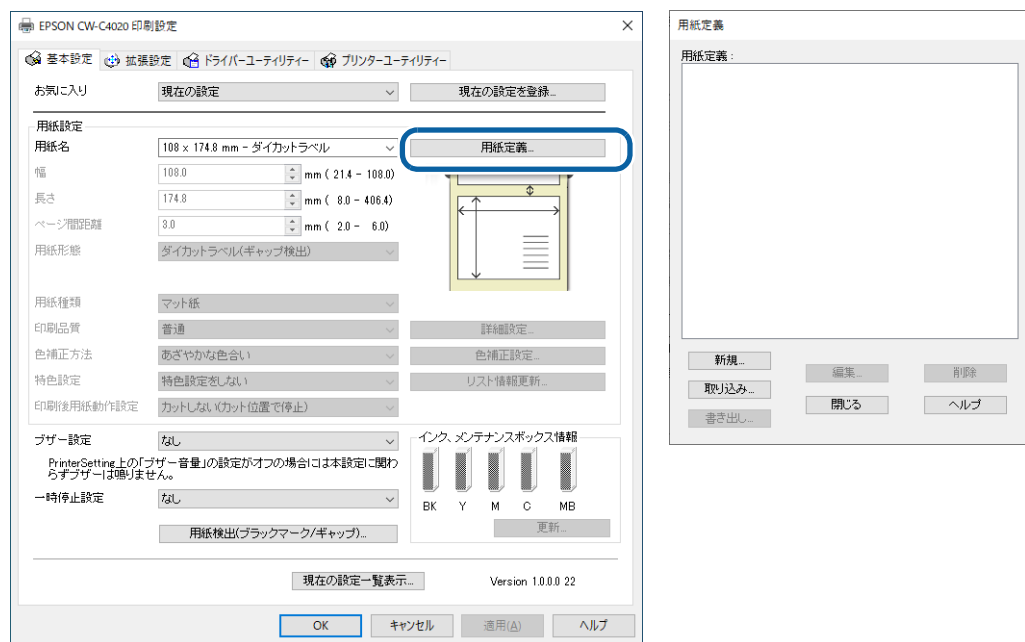 EPSON CW-C4020 印刷設定
基本設定 拡張設定 ドライバーユーティリティー プリンターユーティリティー
お気に入り 現在の設定 現在の設定を登録...
用紙設定
用紙名 108 x 174.8 mm - ダイカットラベル 用紙定義...
幅 108.0 mm ( 21.4 - 108.0)
長さ 174.8 mm ( 8.0 - 406.4)
ページ間距離 3.0 mm ( 2.0 - 6.0)
用紙形態 ダイカットラベル(ギャップ検出)
用紙種類 マット紙
印刷品質 普通 詳細設定...
色補正方法 あざやかな色合い 色補正設定...
特色設定 特色設定をしない リスト情報更新...
印刷後用紙動作設定 カットしない(カット位置で停止)
ブザー設定 なし
PrinterSetting上の「ブザー音量」の設定がオフの場合には本設定に関わ
らずブザーは鳴りません。
一時停止設定 なし
用紙検出(ブラックマーク/ギャップ)...
インク、メンテナンスボックス情報
BK Y M C MB
更新...
現在の設定一覧表示... Version 1.0.0.0 22
OK キャンセル 適用(A) ヘルプ
用紙定義
用紙定義:
新規...
編集... 削除
取り込み...
閉じる ヘルプ
書き出し...